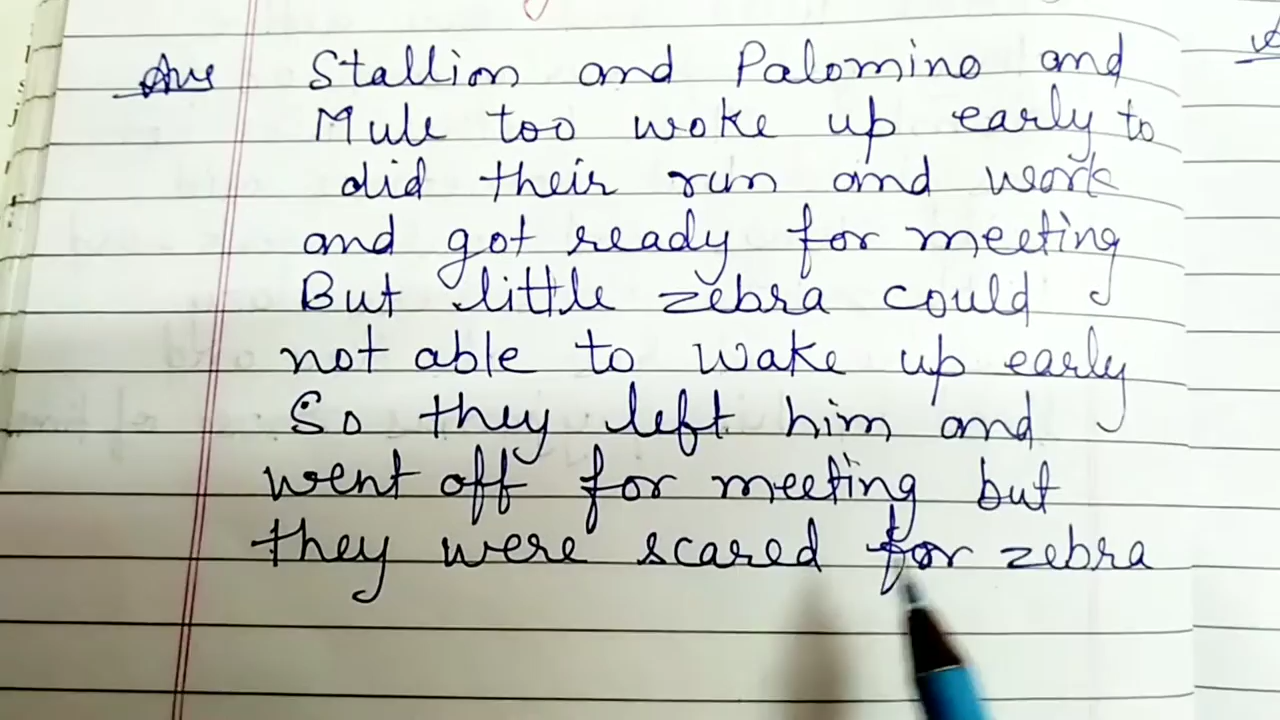 Ans Stallion and Palomino and
Mule too woke up early to
did their run and work
and got ready for meeting
But little zebra could
not able to wake up early
So they left him and
went off for meeting but
they were scared for zebra